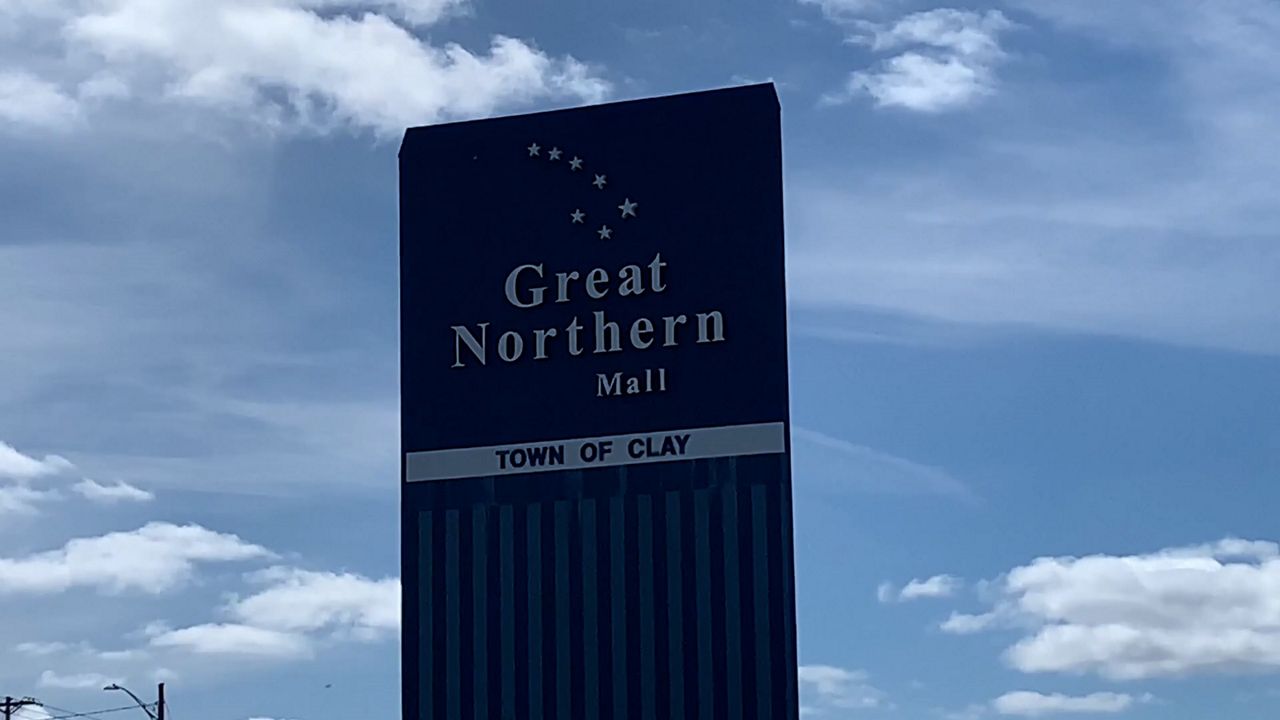 Great
Northern
Mall
TOWN OF CLAY